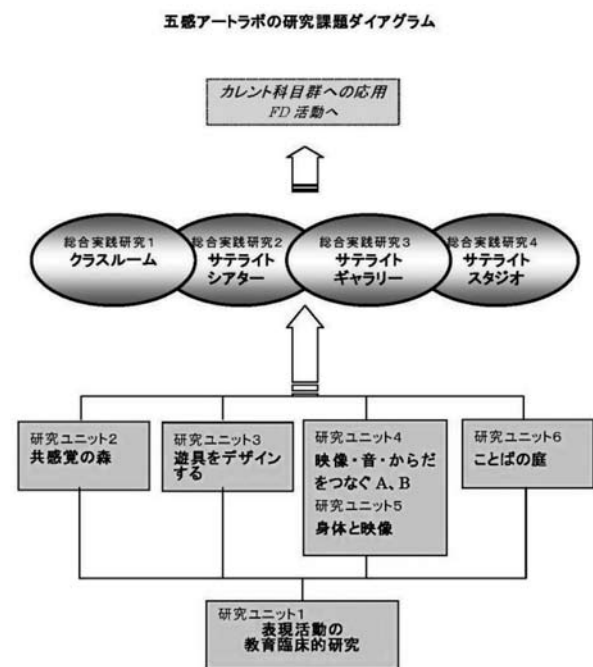 五感アートラボの研究課題ダイアグラム
カレント科目群への応用
FD 活動へ
総合実践研究1
クラスルーム
総合実践研究2
サテライト
シアター
総合実践研究3
サテライト
ギャラリー
総合実践研究4
サテライト
スタジオ
研究ユニット2
共感覚の森
研究ユニット3
遊具をデザイン
する
研究ユニット4
映像・音・からだ
をつなぐ A、B
研究ユニット5
身体と映像
研究ユニット6
ことばの庭
研究ユニット1
表現活動の
教育臨床的研究